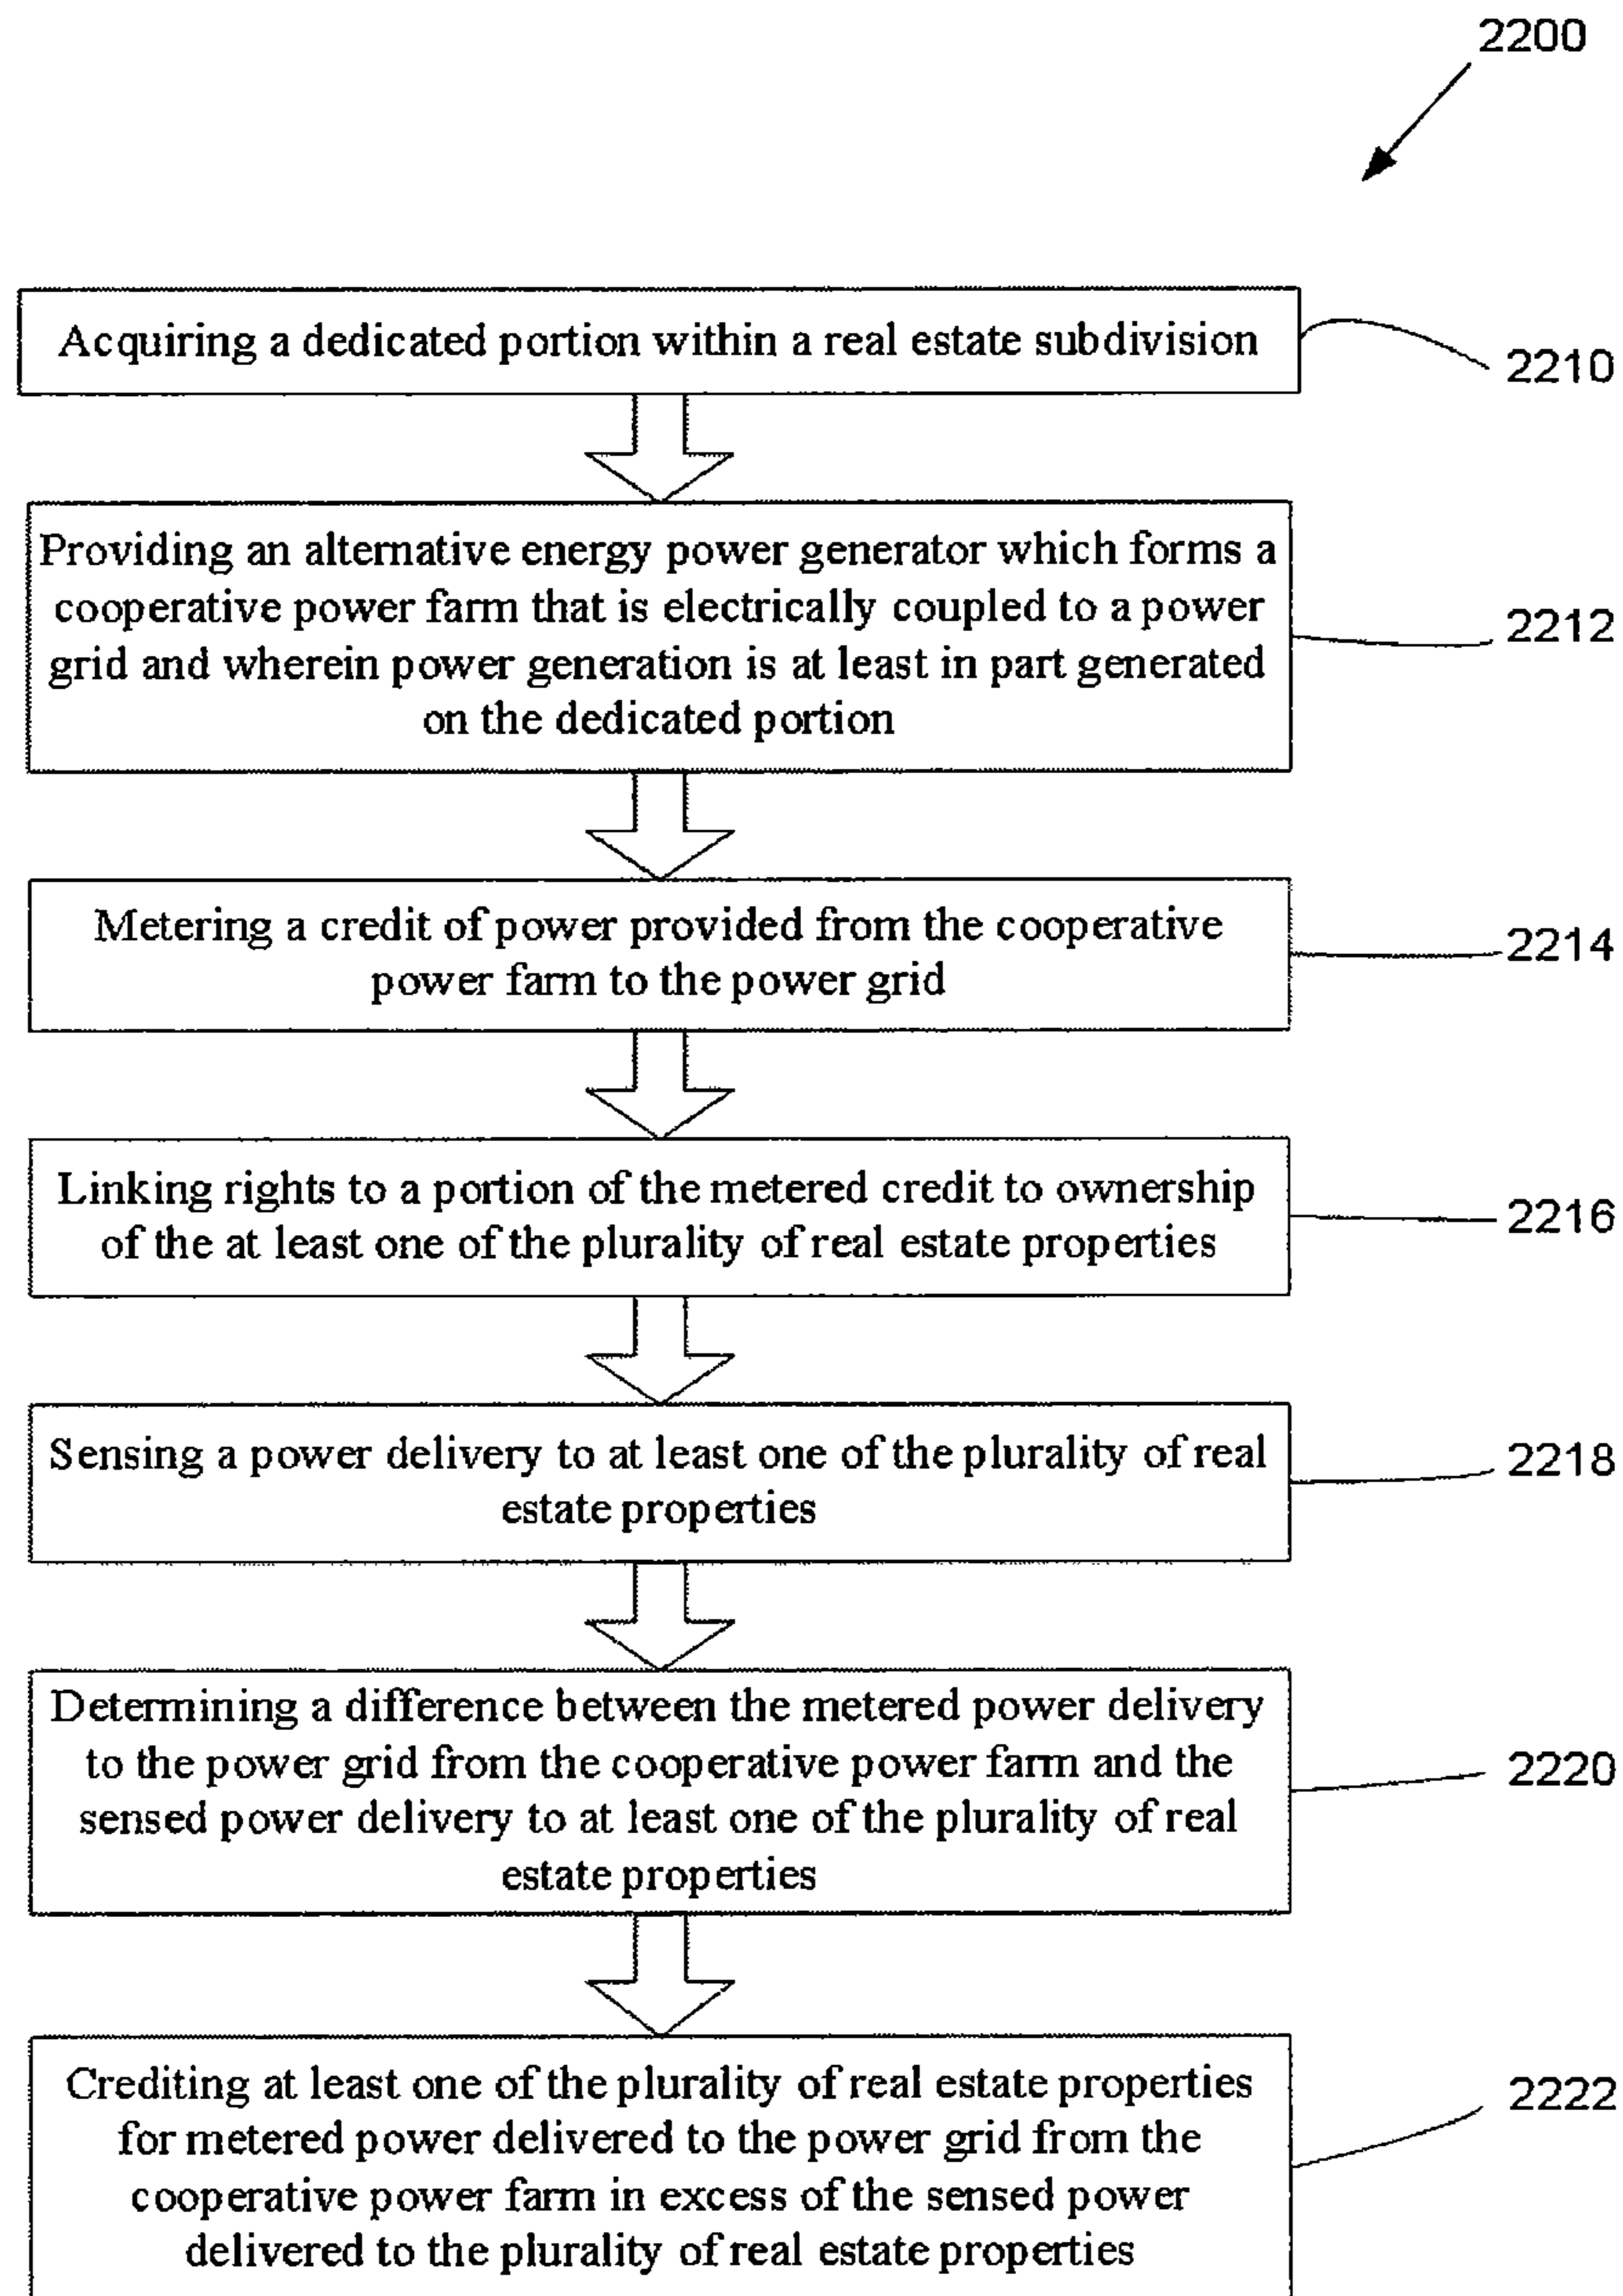 2200
Acquiring a dedicated portion within a real estate subdivision
2210
Providing an alternative energy power generator which forms a
cooperative power farm that is electrically coupled to a power
grid and wherein power generation is at least in part generated
on the dedicated portion
2212
Metering a credit of power provided from the cooperative
power farm to the power grid
2214
Linking rights to a portion of the metered credit to ownership
of the at least one of the plurality of real estate properties
2216
Sensing a power delivery to at least one of the plurality of real
estate properties
2218
Determining a difference between the metered power delivery
to the power grid from the cooperative power farm and the
sensed power delivery to at least one of the plurality of real
estate properties
2220
Crediting at least one of the plurality of real estate properties
for metered power delivered to the power grid from the
cooperative power farm in excess of the sensed power
delivered to the plurality of real estate properties
2222